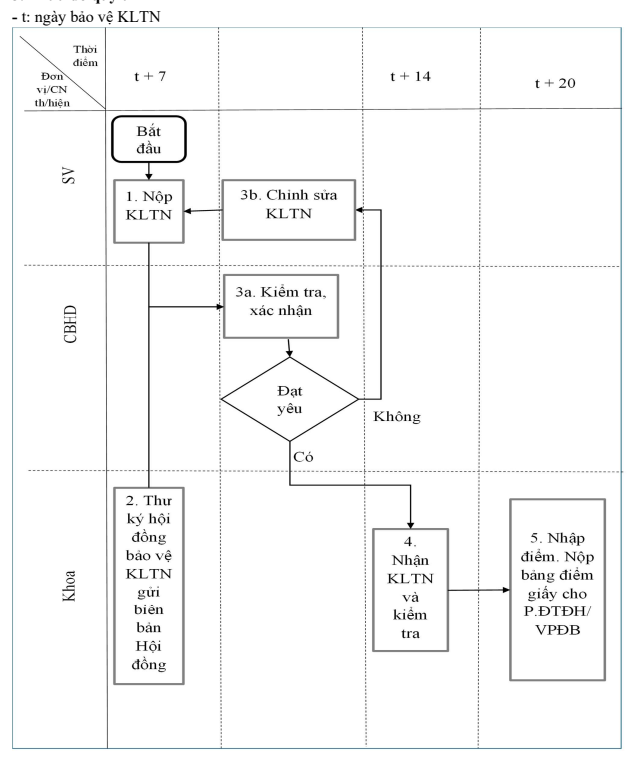 - t: ngày bảo vệ KLTN
Thời
điểm
Đơn
vị/CN
th/hiện
t + 7
t + 14
t + 20
SV
Bắt
đầu
1. Nộp
KLTN
3b. Chỉnh sửa
KLTN
CBHD
3a. Kiểm tra,
xác nhận
Đạt
yêu
Không
Có
Khoa
2. Thư
ký hội
đồng
bảo vệ
KLTN
gửi
biên
bản
Hội
đồng
4.
Nhận
KLTN
và
kiểm
tra
5. Nhập
điểm. Nộp
bảng điểm
giấy cho
P.ĐTĐH/
VPĐB